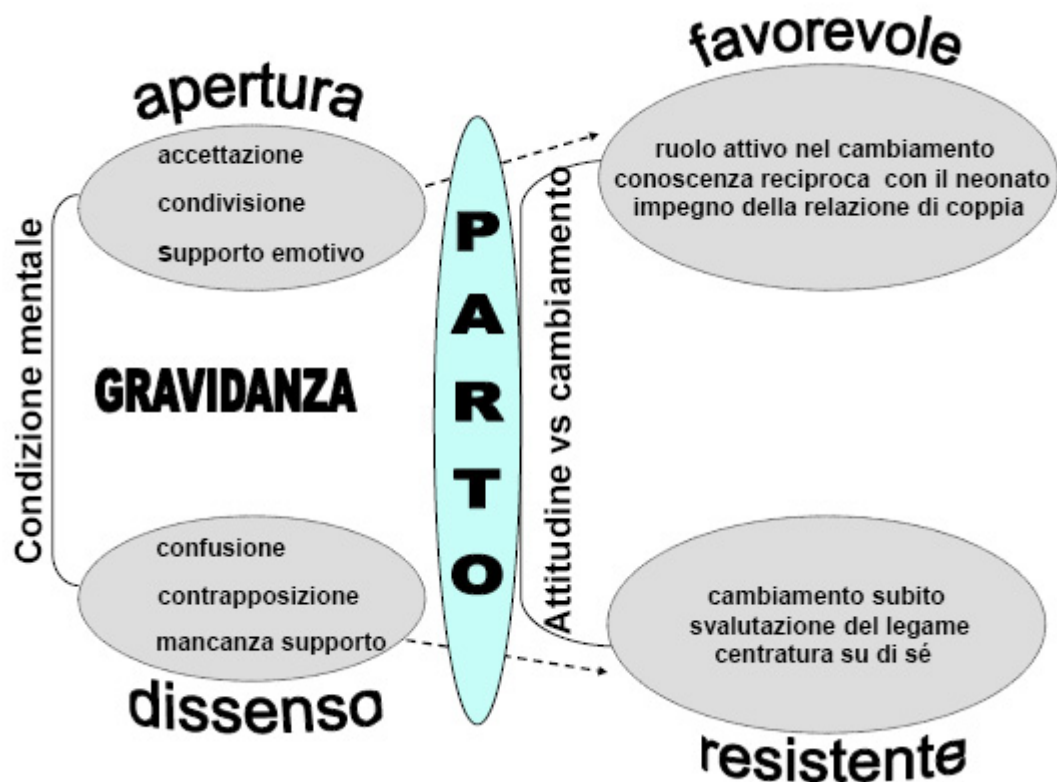 apertura
accettazione
condivisione
supporto emotivo
Condizione mentale
GRAVIDANZA
confusione
contrapposizione
mancanza supporto
dissenso
PARTO
Attitudine vs cambiamento
favorevole
ruolo attivo nel cambiamento
conoscenza reciproca con il neonato
impegno della relazione di coppia
cambiamento subito
svalutazione del legame
centratura su di sé
resistente